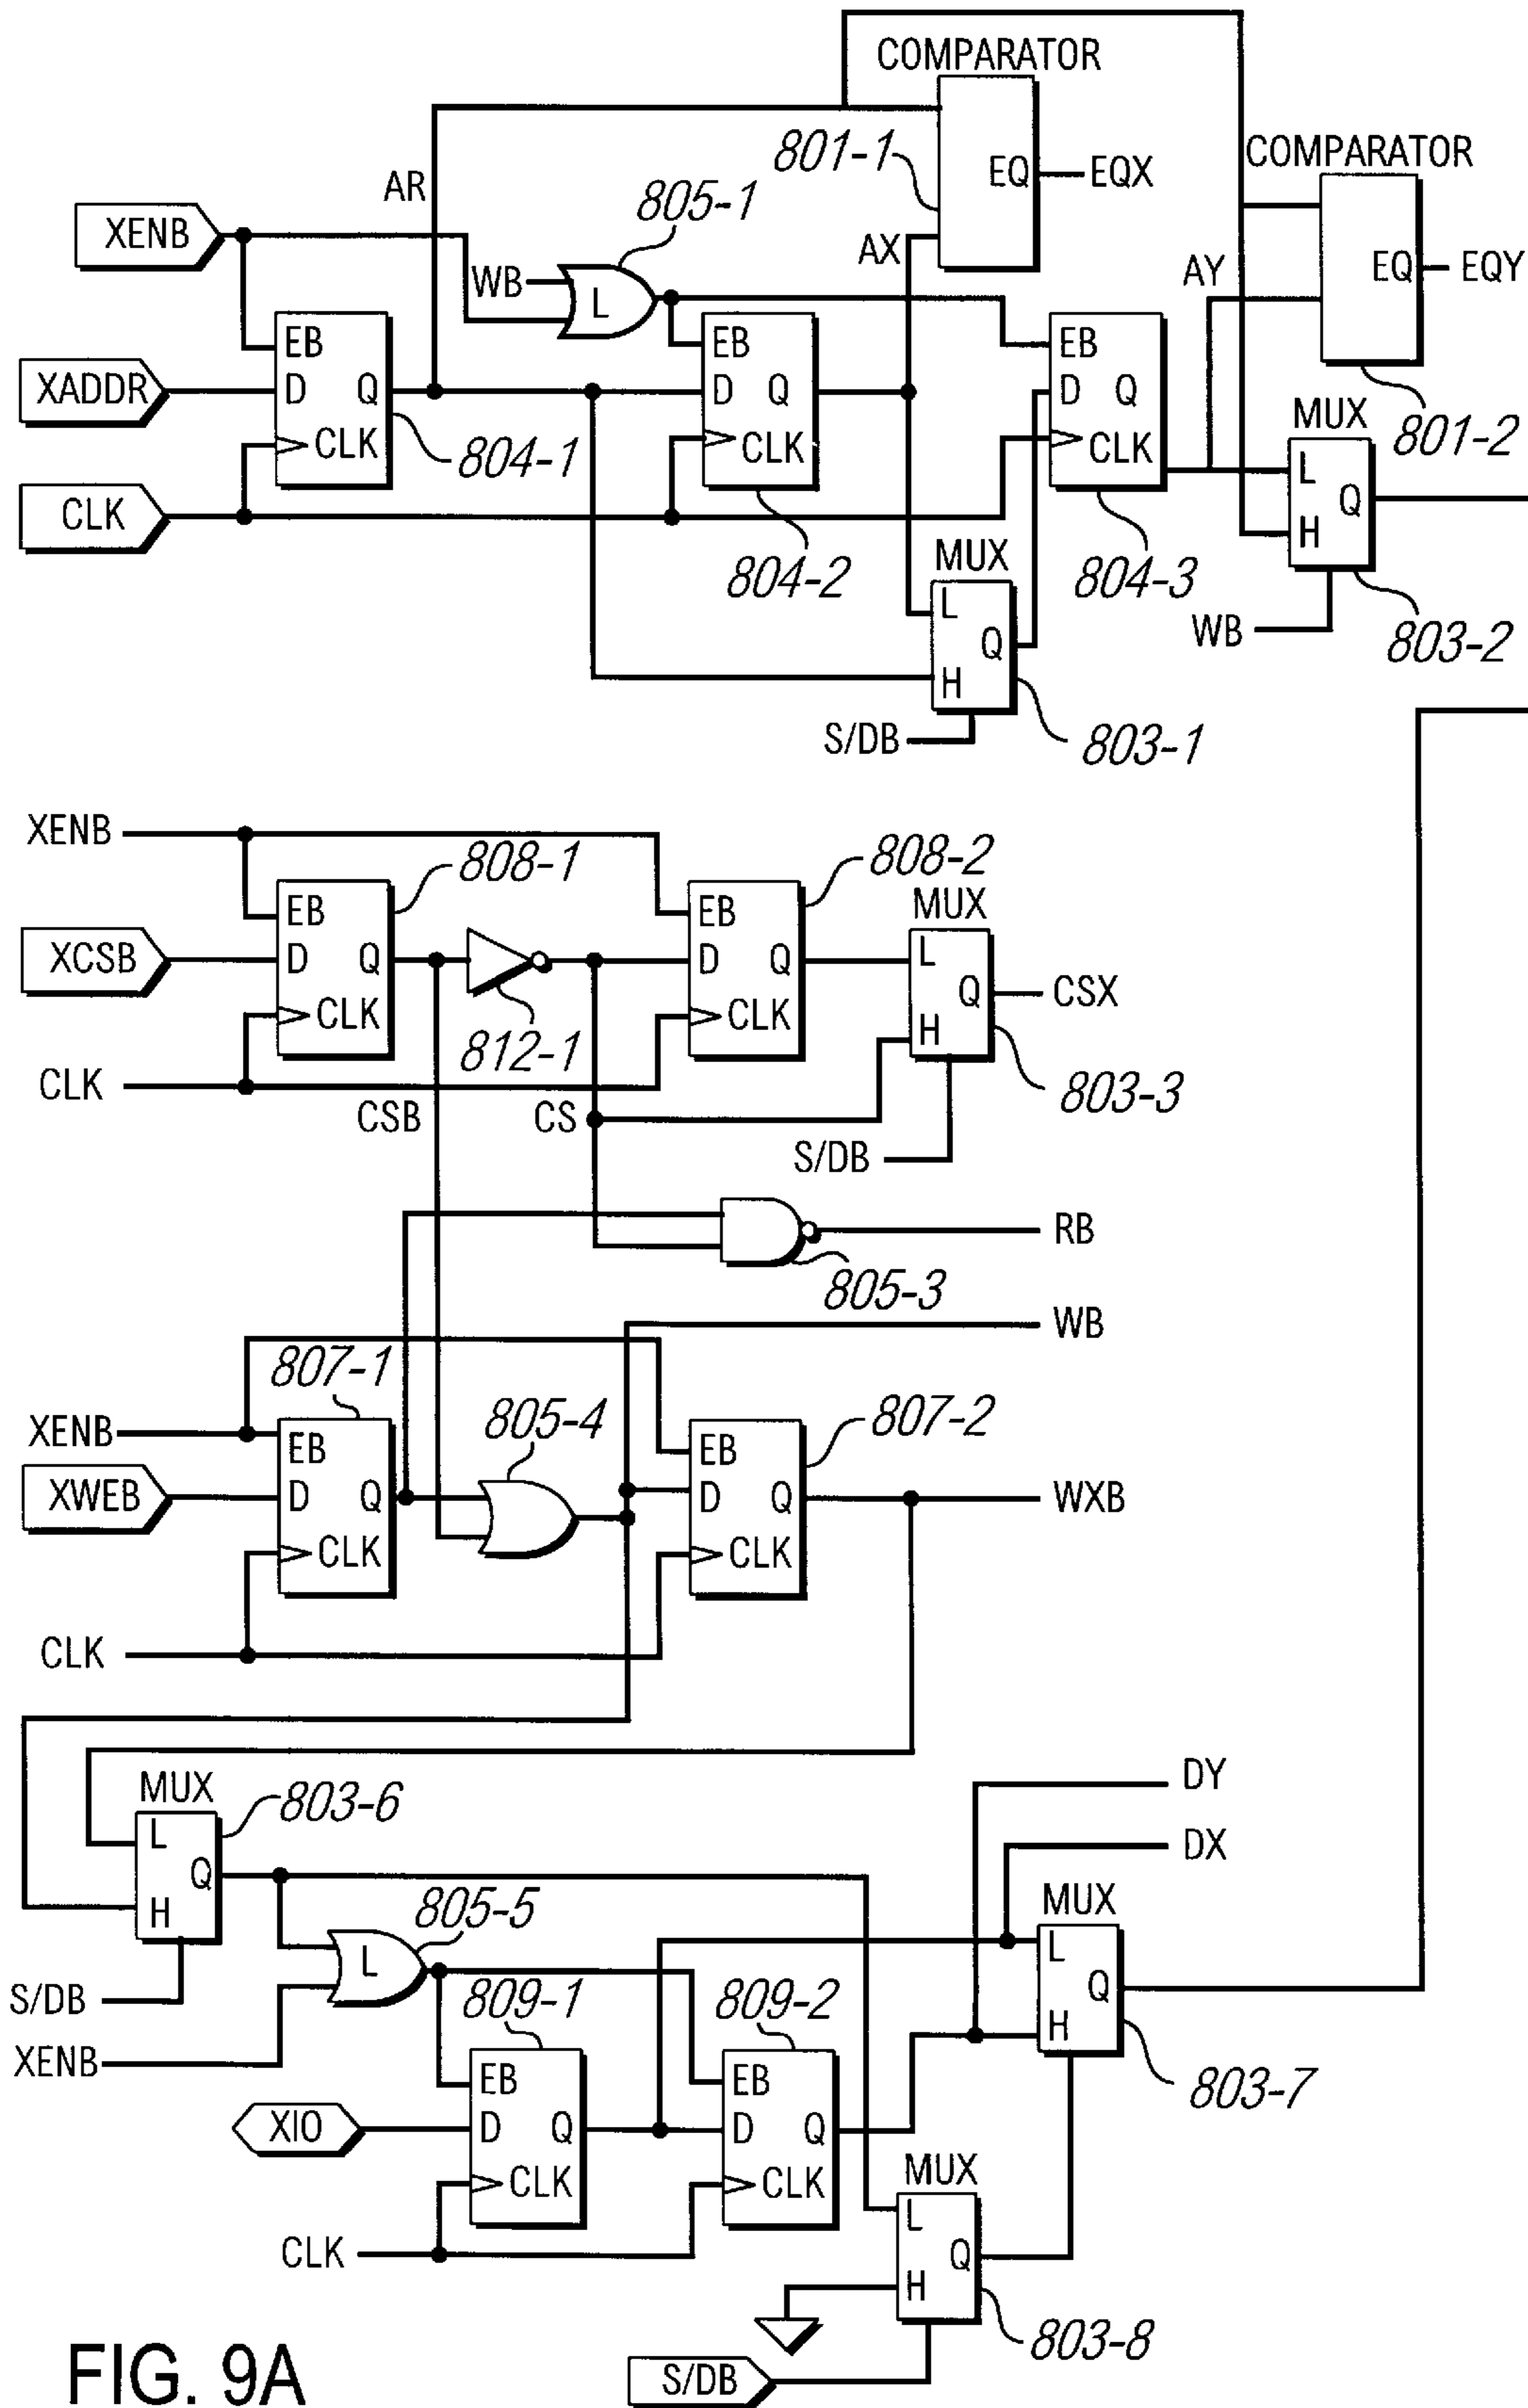 COMPARATOR
801-1
EQ
EQX
COMPARATOR
AR
805-1
XENB
WB
L
AX
AY
EQ
EQY
EB
XADDR
D
Q
CLK
804-1
EB
D
Q
CLK
EB
D
Q
CLK
MUX
801-2
L
Q
H
CLK
804-2
MUX
804-3
L
Q
H
WB
803-2
S/DB
803-1
XENB
808-1
808-2
MUX
EB
XCSB
D
Q
CLK
812-1
EB
D
Q
CLK
L
Q
H
CSX
CLK
CSB
CS
803-3
S/DB
RB
805-3
WB
807-1
XENB
805-4
807-2
EB
XWEB
D
Q
CLK
EB
D
Q
CLK
WXB
CLK
MUX
803-6
L
Q
H
DY
DX
S/DB
805-5
L
MUX
L
Q
H
XENB
809-1
809-2
803-7
EB
XIO
D
Q
CLK
EB
D
Q
CLK
MUX
L
Q
H
CLK
803-8
S/DB
FIG. 9A